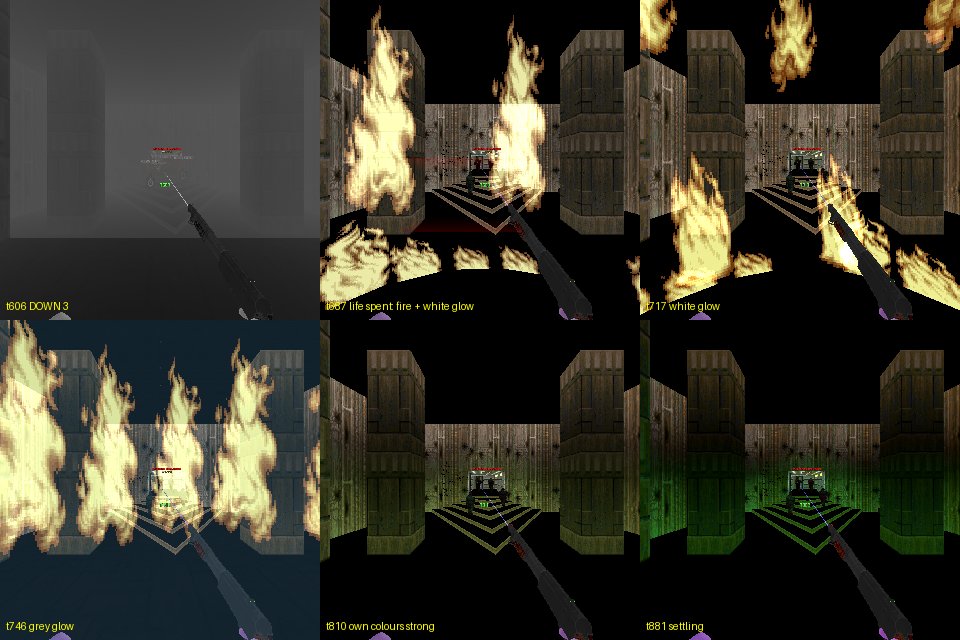 t606 DOWN 3
t687 life spent: fire + white glow
t717 white glow
t746 grey glow
t810 own colours strong
t881 settling